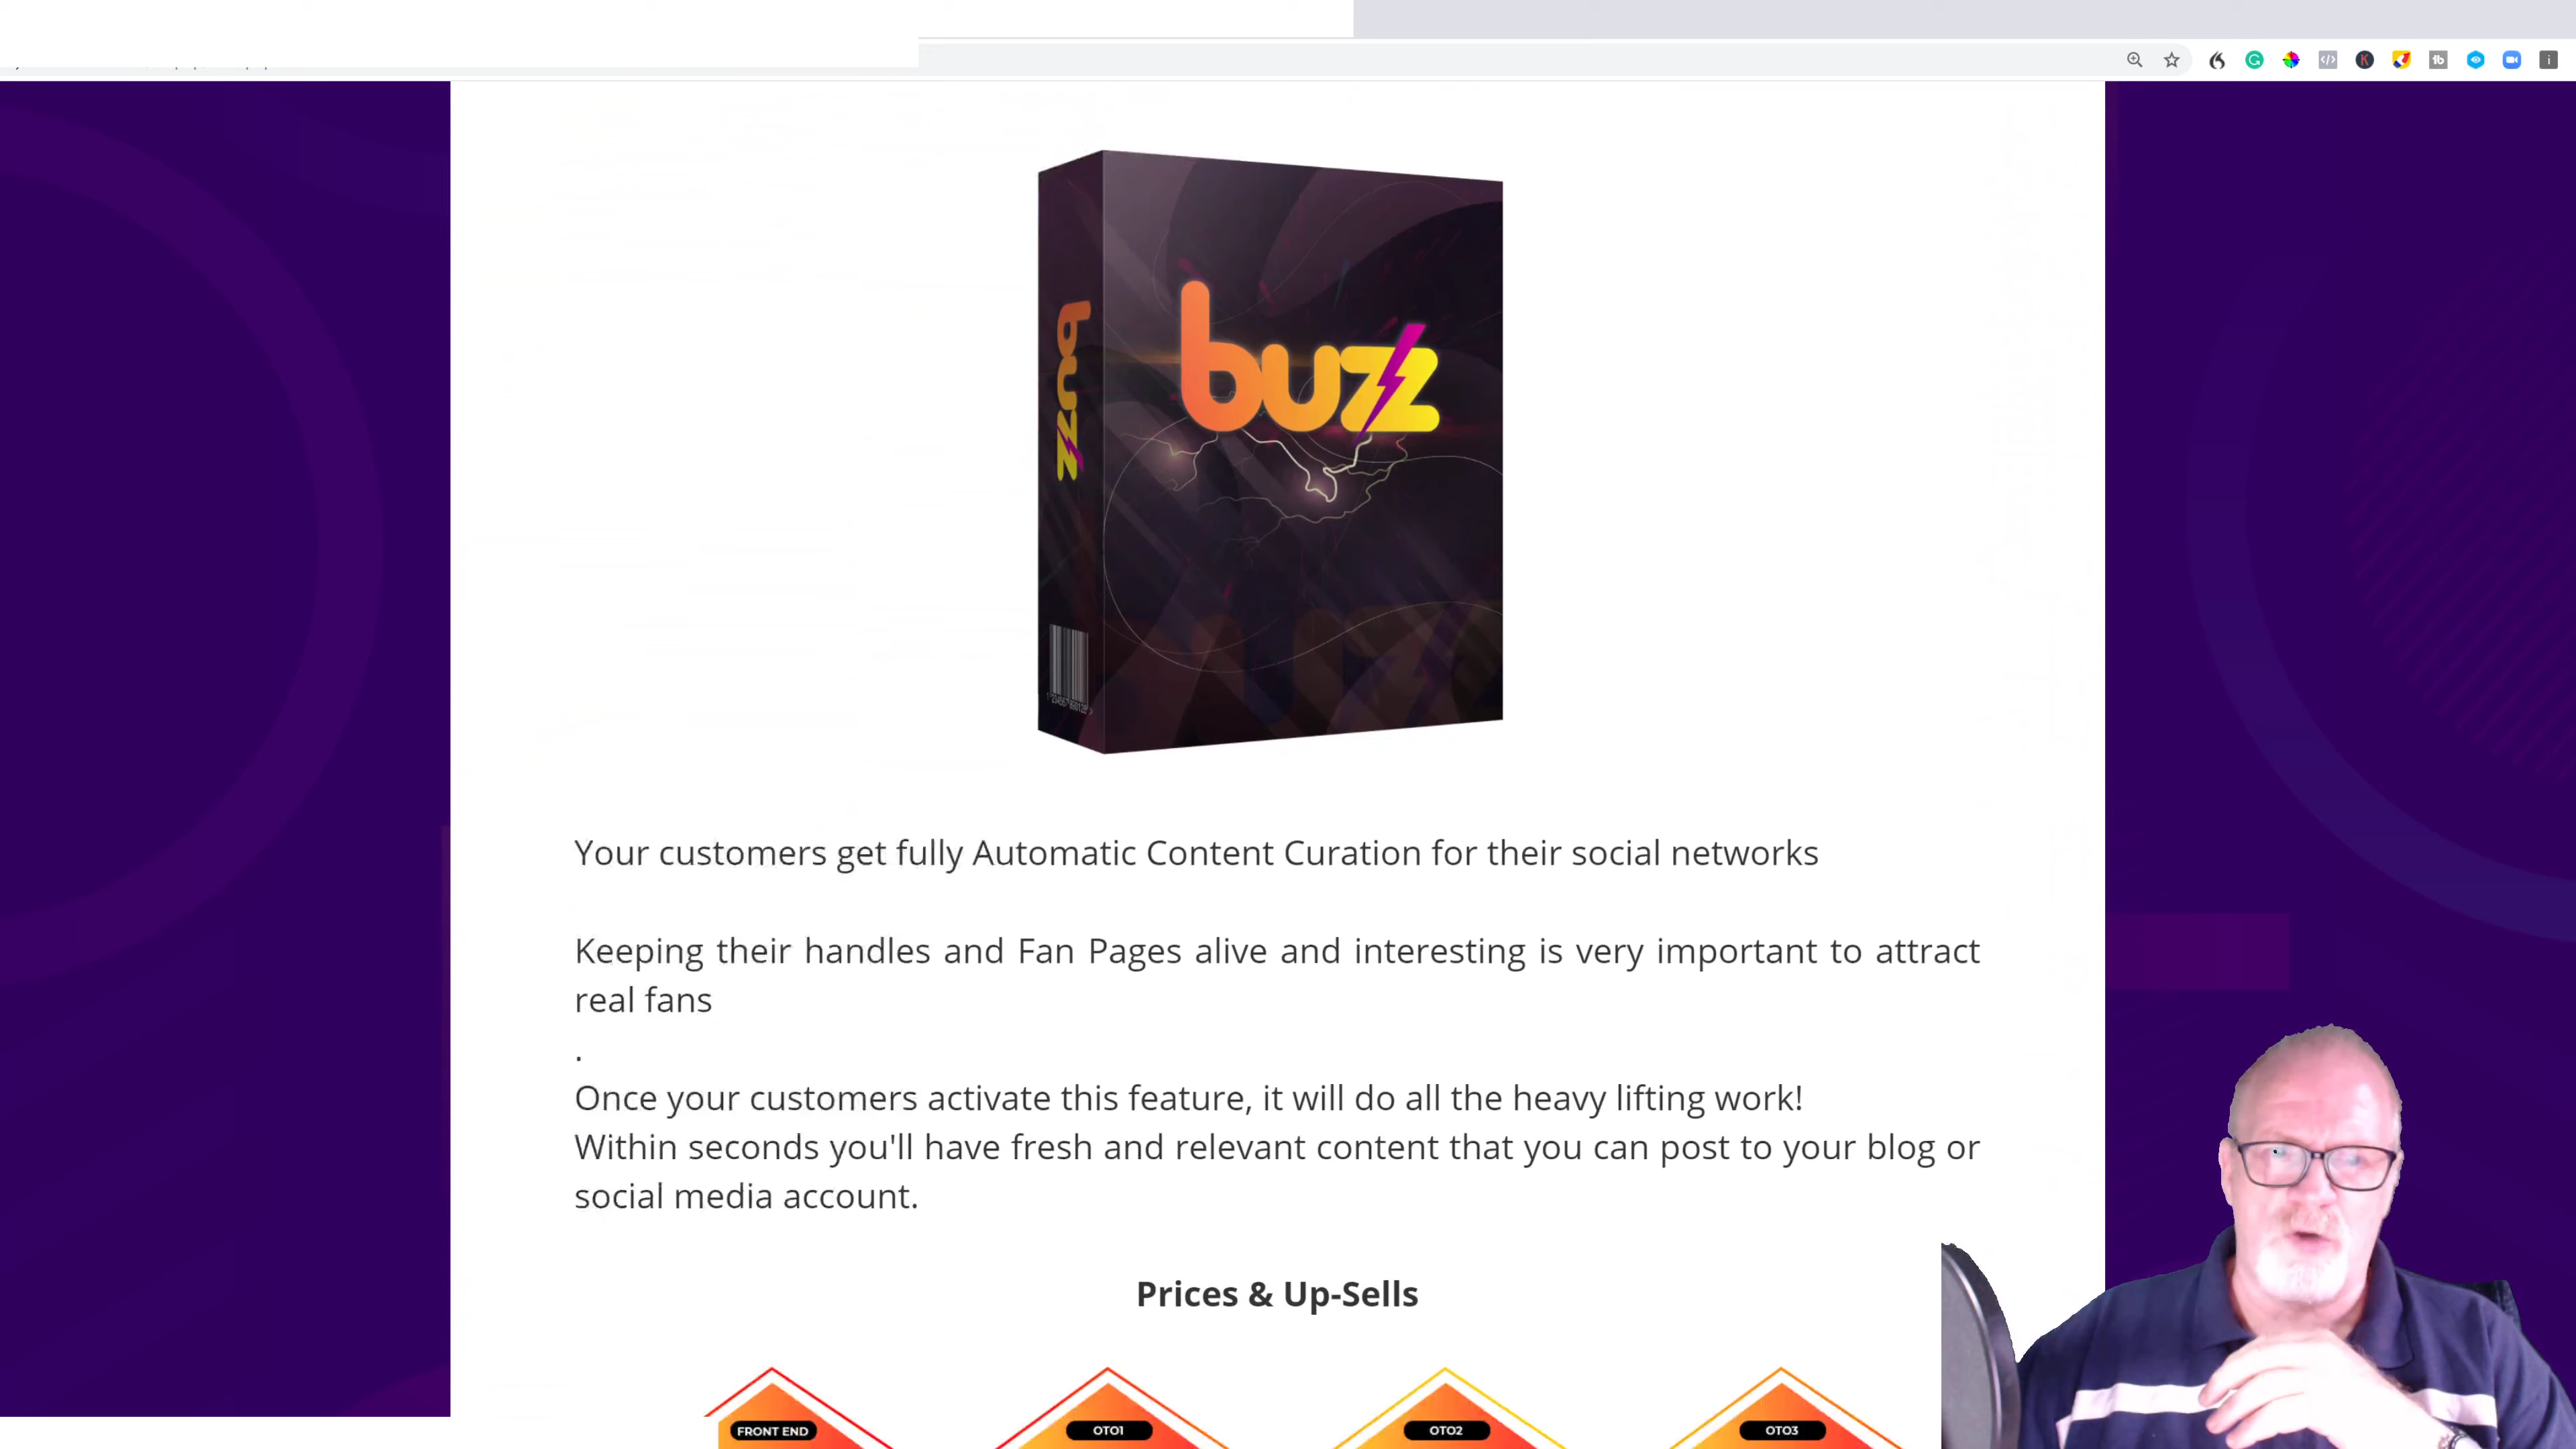 buzz
buzz
Your customers get fully Automatic Content Curation for their social networks
Keeping their handles and Fan Pages alive and interesting is very important to attract
real fans
.
Once your customers activate this feature, it will do all the heavy lifting work!
Within seconds you'll have fresh and relevant content that you can post to your blog or
social media account.
Prices & Up-Sells
FRONT END
OTO1
OTO2
OTO3